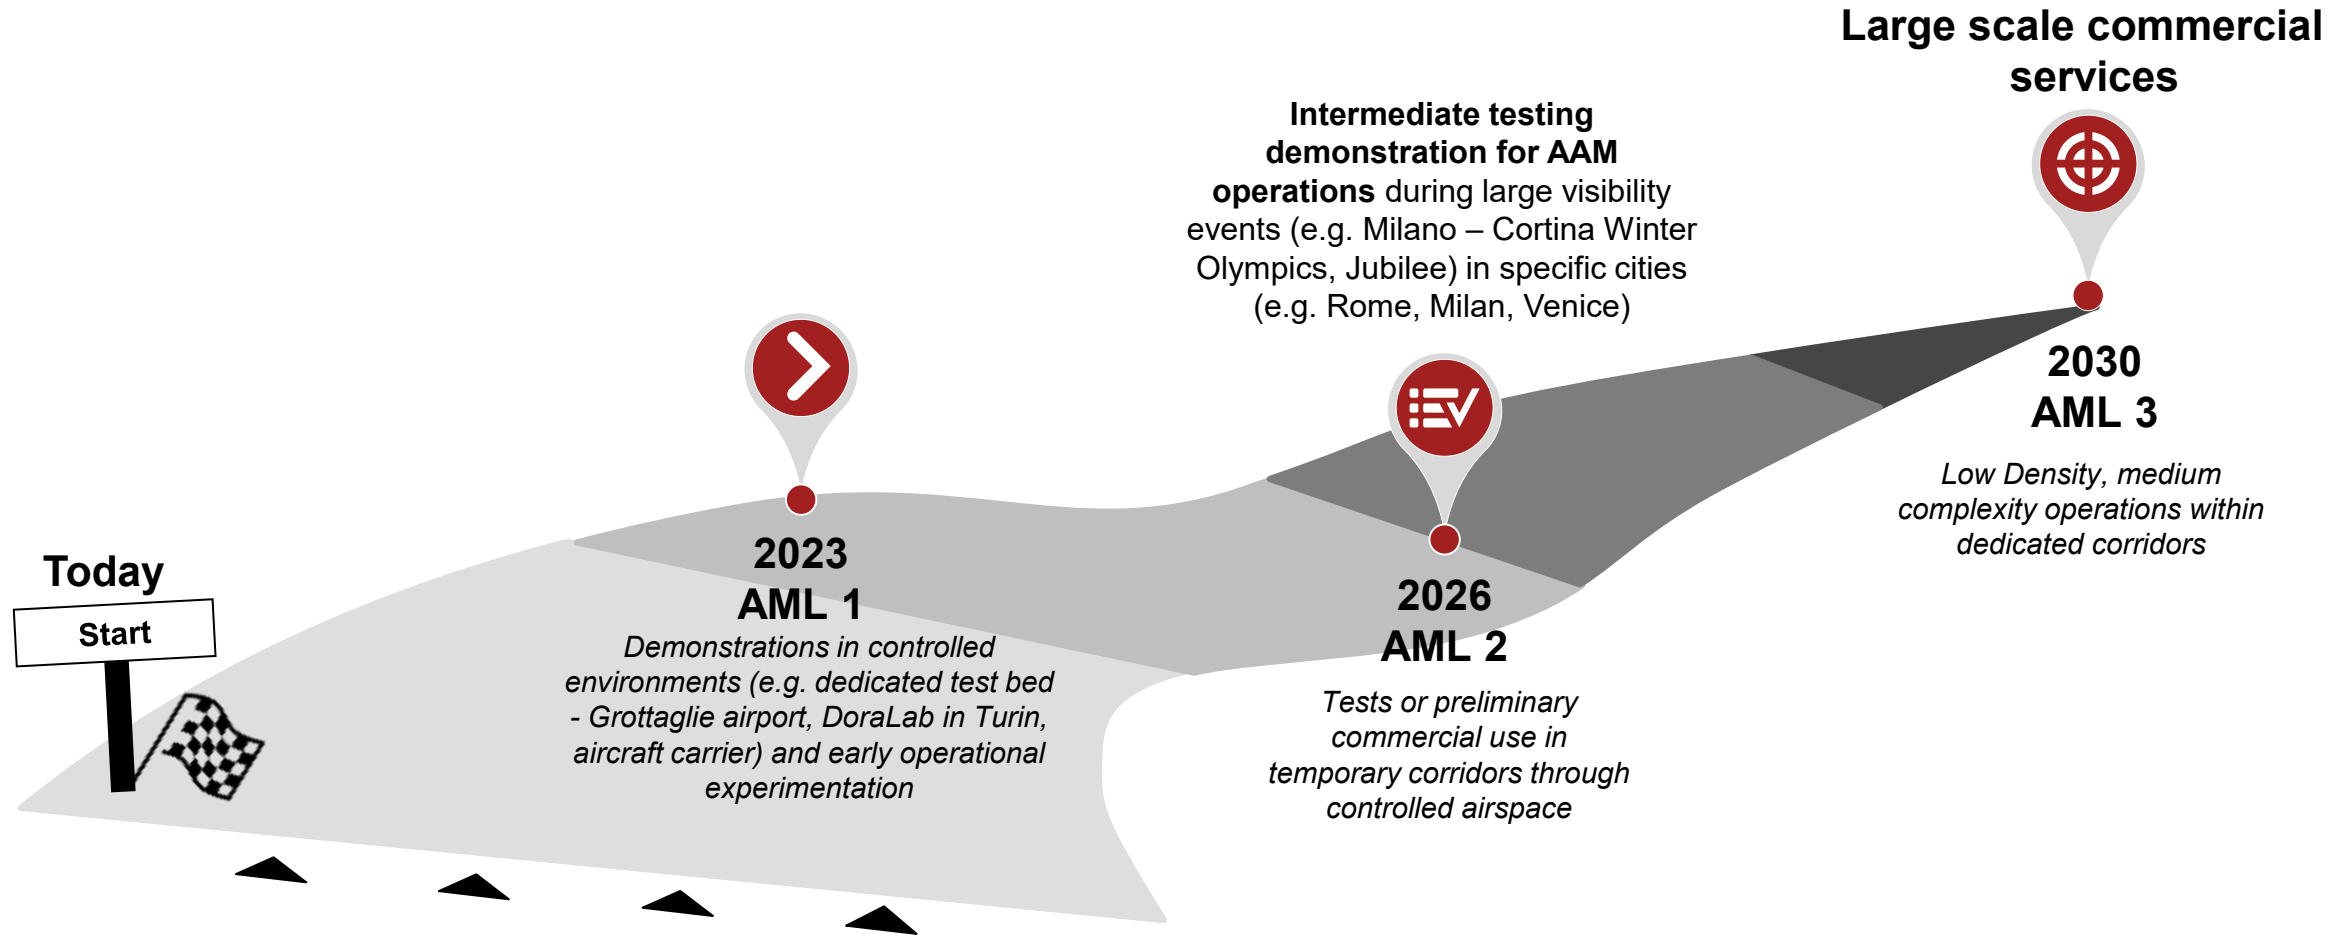 Today
Start
2023
AML 1
Demonstrations in controlled
environments (e.g. dedicated test bed
- Grottaglie airport, DoraLab in Turin,
aircraft carrier) and early operational
experimentation
Intermediate testing
demonstration for AAM
operations during large visibility
events (e.g. Milano – Cortina Winter
Olympics, Jubilee) in specific cities
(e.g. Rome, Milan, Venice)
2026
AML 2
Tests or preliminary
commercial use in
temporary corridors through
controlled airspace
Large scale commercial
services
2030
AML 3
Low Density, medium
complexity operations within
dedicated corridors